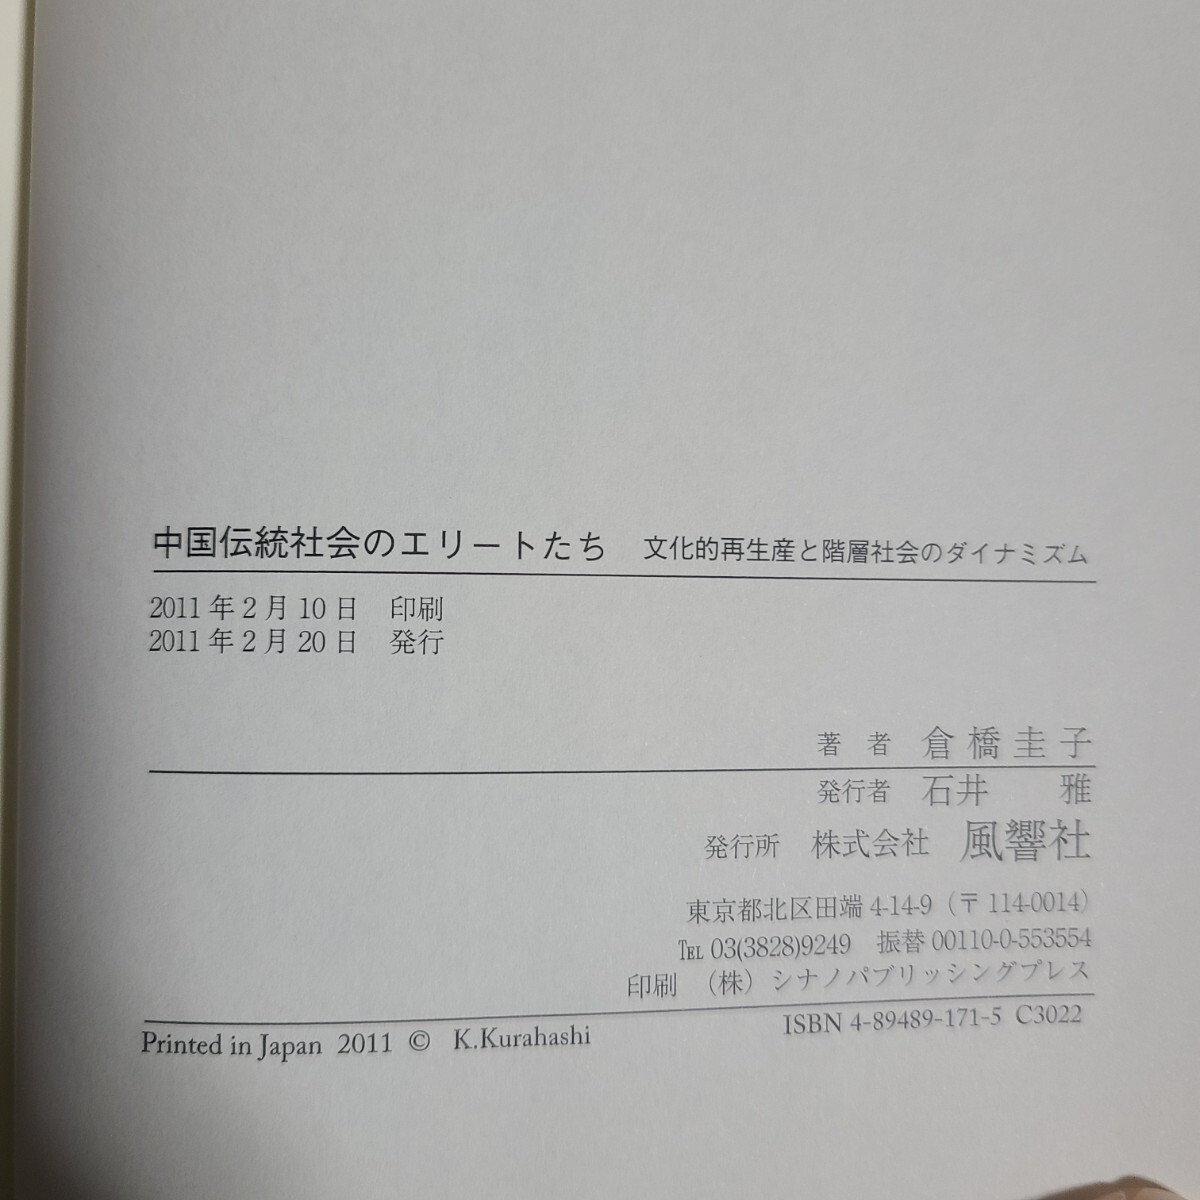 中国伝統社会のエリートたち　文化的再生産と階層社会のダイナミズム
2011年2月10日　印刷
2011年2月20日　発行
著　者　倉橋圭子
発行者　石井　　雅
発行所　株式会社　風響社
東京都北区田端 4-14-9（〒 114-0014）
℡ 03(3828)9249　振替 00110-0-553554
印刷　（株）シナノパブリッシングプレス
Printed in Japan 2011 ©　K.Kurahashi
ISBN 4-89489-171-5 C3022